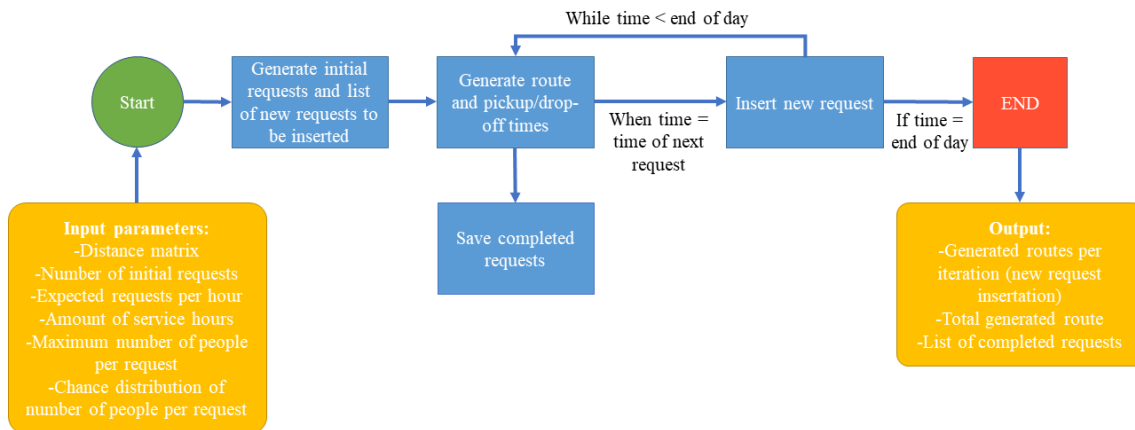 While time < end of day
Start
Generate initial
requests and list
of new requests to
be inserted
Generate route
and pickup/drop-
off times
When time =
time of next
request
Insert new request
If time =
end of day
END
Save completed
requests
Input parameters:
-Distance matrix
-Number of initial requests
-Expected requests per hour
-Amount of service hours
-Maximum number of people
per request
-Chance distribution of
number of people per request
Output:
-Generated routes per
iteration (new request
insertation)
-Total generated route
-List of completed requests